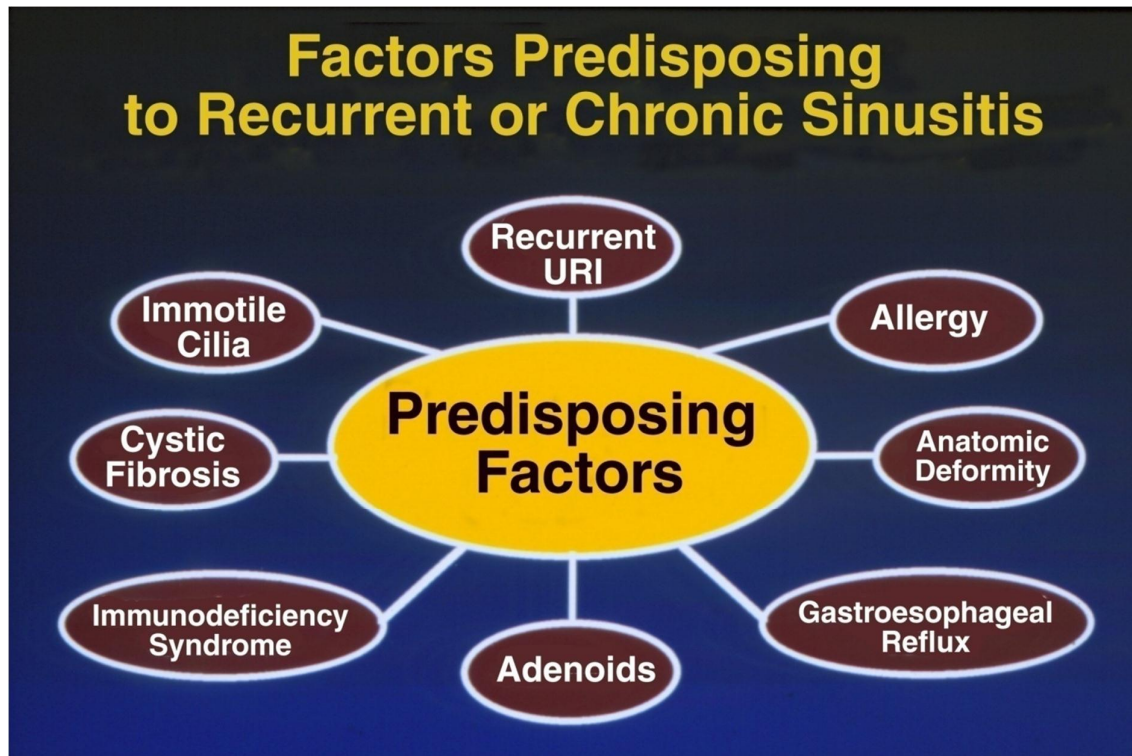 Factors Predisposing
to Recurrent or Chronic Sinusitis
Recurrent
URI
Immotile
Cilia
Allergy
Predisposing
Factors
Cystic
Fibrosis
Anatomic
Deformity
Immunodeficiency
Syndrome
Adenoids
Gastroesophageal
Reflux